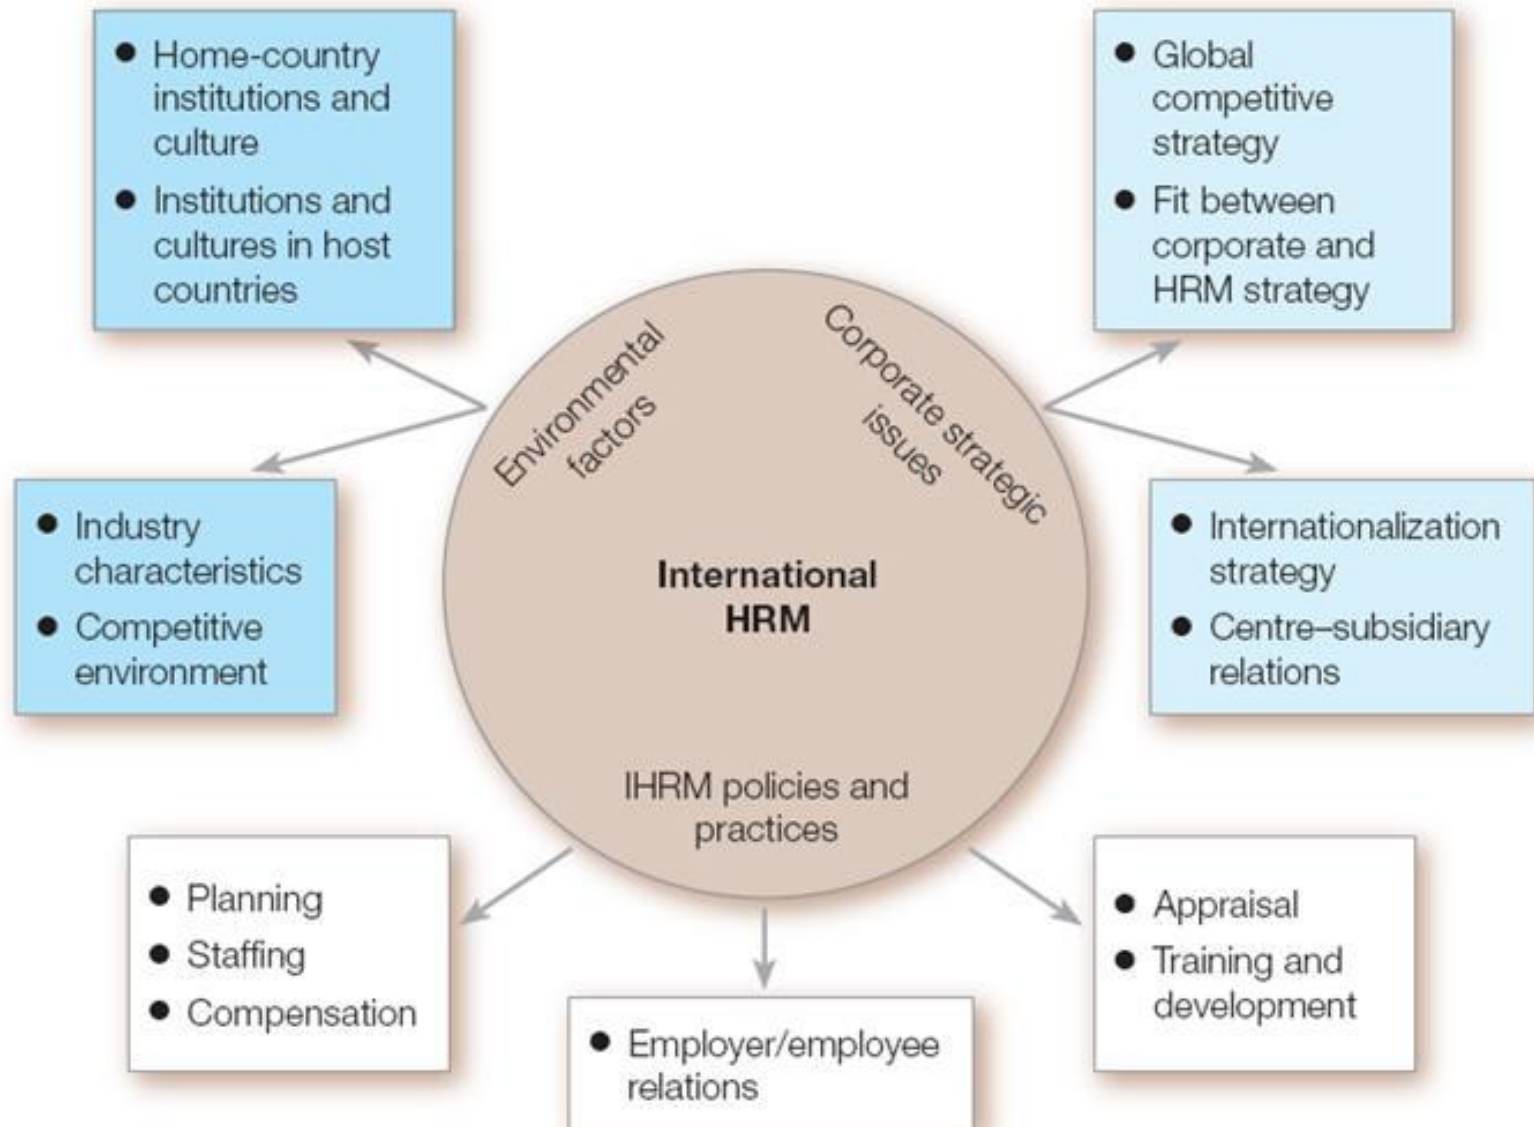 ● Home-country
institutions and
culture
● Institutions and
cultures in host
countries
● Global
competitive
strategy
● Fit between
corporate and
HRM strategy
Environmental
factors
Corporate strategic
issues
● Industry
characteristics
● Competitive
environment
International
HRM
● Internationalization
strategy
● Centre–subsidiary
relations
IHRM policies and
practices
● Planning
● Staffing
● Compensation
● Employer/employee
relations
● Appraisal
● Training and
development